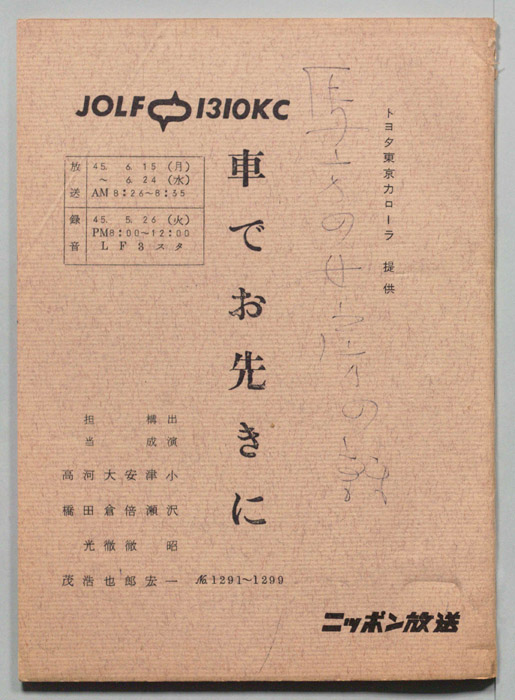 JOLF 1310KC
トヨタ東京カローラ 提供
車でお先きに
放送 45. 6. 15 (月)
~ 6. 24 (水)
AM 8:26~8:35
録音 45. 5. 26 (火)
PM 8:00~12:00
LF3スタ
出演 小沢昭一
構成 津瀬宏
安倍徹郎
大倉徹也
担当 河田光浩
高橋茂
№1291~1299
ニッポン放送